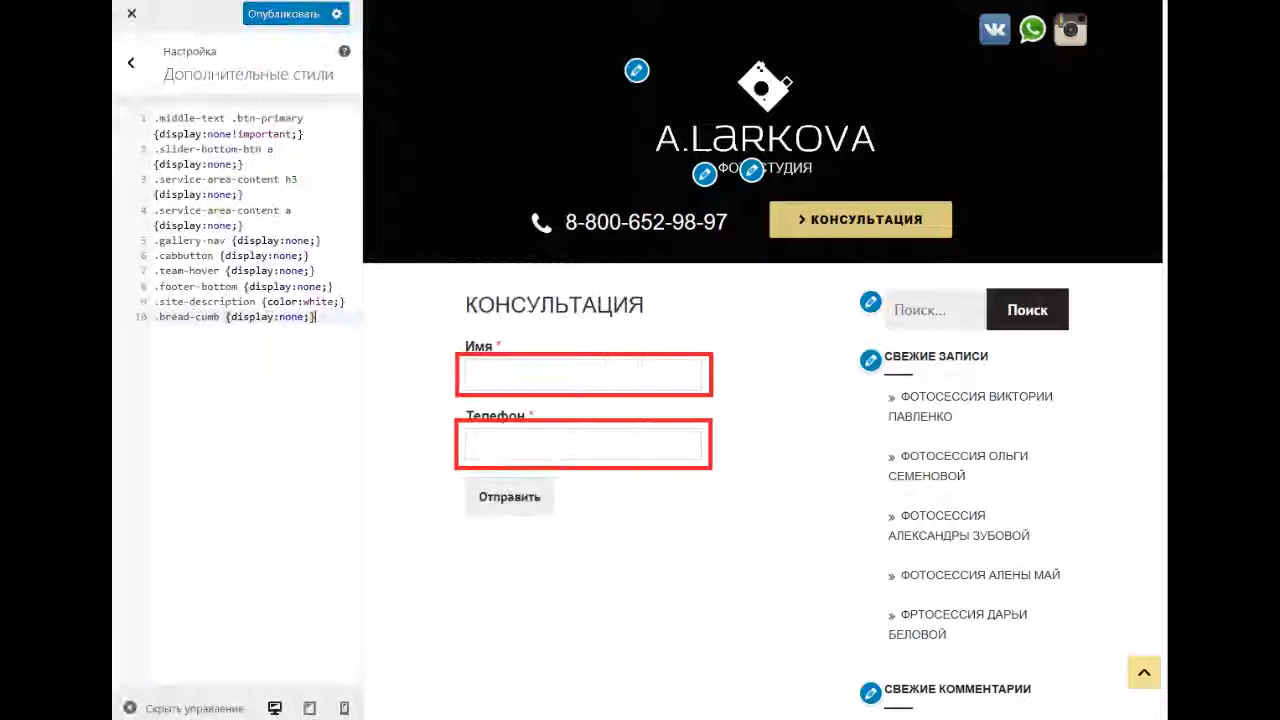 Опубликовать
Настройка
Дополнительные стили
1 .middle-text .btn-primary
{display:none!important;}
2 .slider-bottom-btn a
{display:none;}
3 .service-area-content h3
{display:none;}
4 .service-area-content a
{display:none;}
5 .gallery-nav {display:none;}
6 .cabbutton {display:none;}
7 .team-hover {display:none;}
8 .footer-bottom {display:none;}
9 .site-description {color:white;}
10 .bread-cumb {display:none;}
Скрыть управление
A.LARKOVA
8-800-652-98-97
КОНСУЛЬТАЦИЯ
КОНСУЛЬТАЦИЯ
Имя *
Телефон *
Отправить
Поиск...
Поиск
СВЕЖИЕ ЗАПИСИ
» ФОТОСЕССИЯ ВИКТОРИИ
ПАВЛЕНКО
» ФОТОСЕССИЯ ОЛЬГИ
СЕМЕНОВОЙ
» ФОТОСЕССИЯ
АЛЕКСАНДРЫ ЗУБОВОЙ
» ФОТОСЕССИЯ АЛЕНЫ МАЙ
» ФРТОСЕССИЯ ДАРЬИ
БЕЛОВОЙ
СВЕЖИЕ КОММЕНТАРИИ